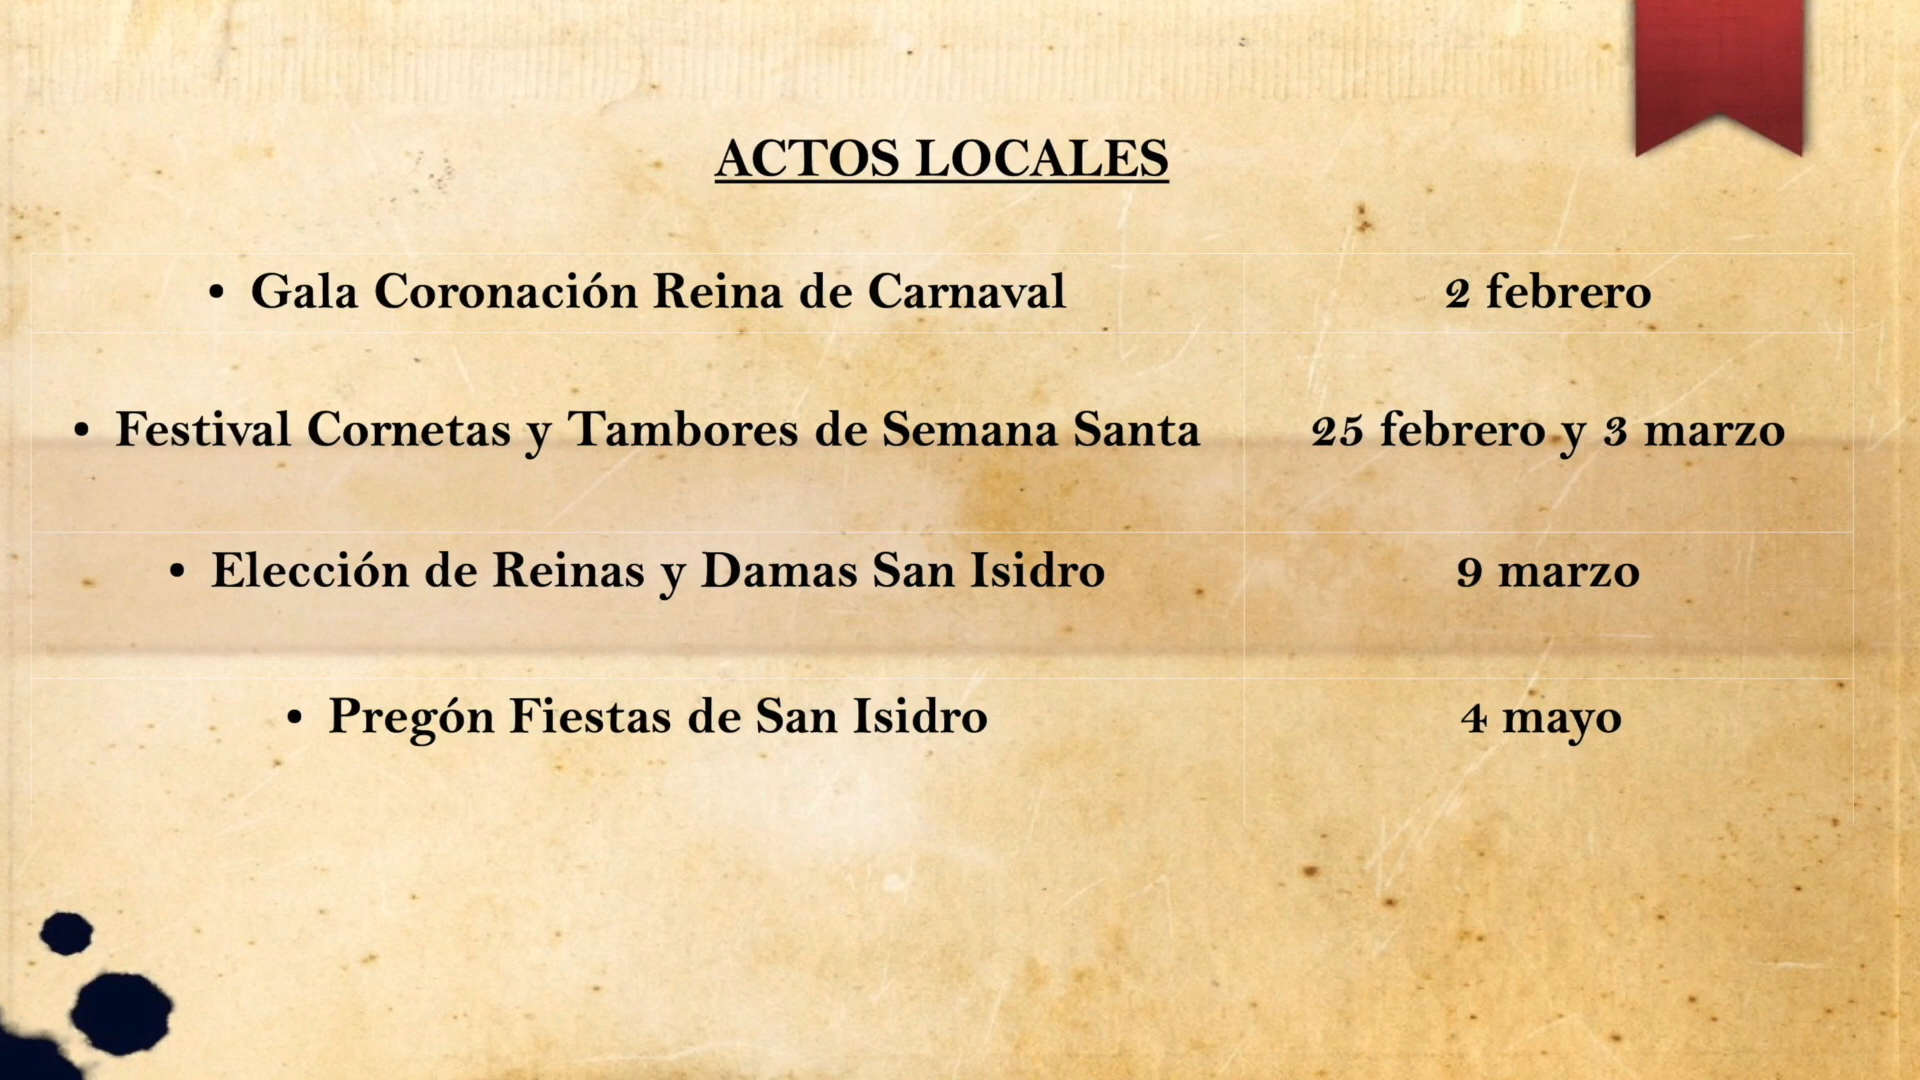 ACTOS LOCALES
• Gala Coronación Reina de Carnaval 2 febrero
• Festival Cornetas y Tambores de Semana Santa 25 febrero y 3 marzo
• Elección de Reinas y Damas San Isidro 9 marzo
• Pregón Fiestas de San Isidro 4 mayo